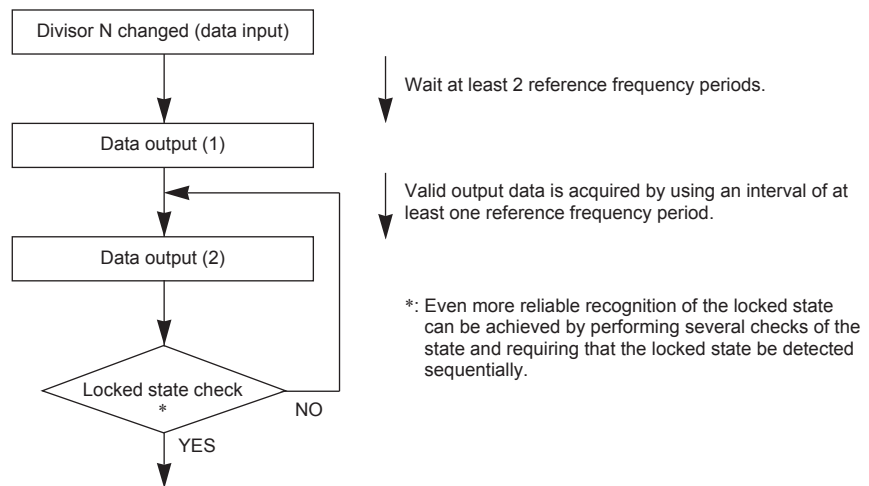 Divisor N changed (data input)
Wait at least 2 reference frequency periods.
Data output (1)
Valid output data is acquired by using an interval of at
least one reference frequency period.
Data output (2)
*: Even more reliable recognition of the locked state
can be achieved by performing several checks of the
state and requiring that the locked state be detected
sequentially.
Locked state check
*
NO
YES